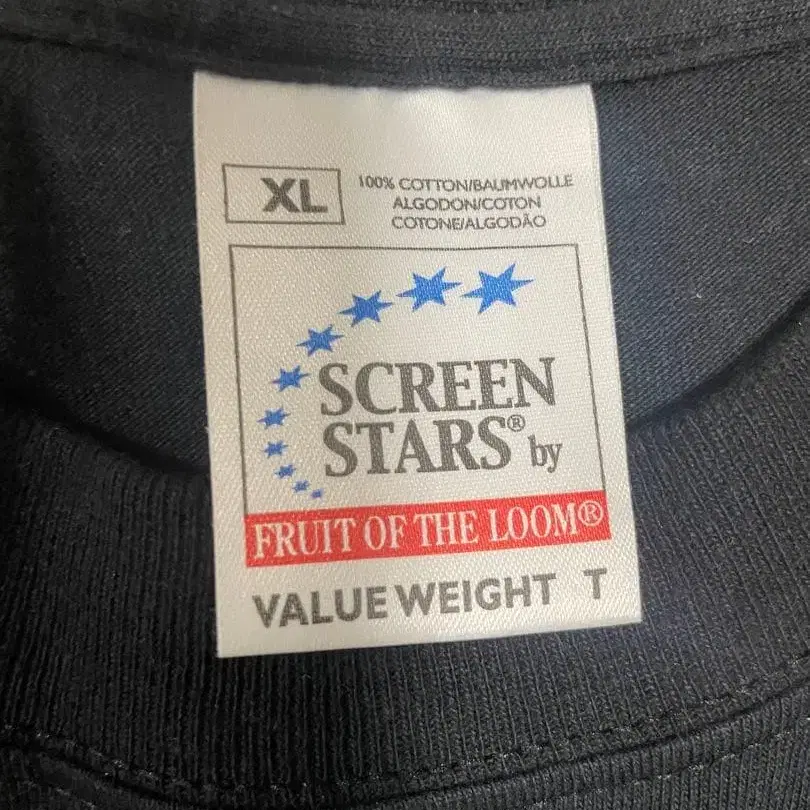 XL
100% COTTON/BAUMWOLLE
ALGODON/COTON
COTONE/ALGODÃO
SCREEN
STARS® by
FRUIT OF THE LOOM®
VALUE WEIGHT T